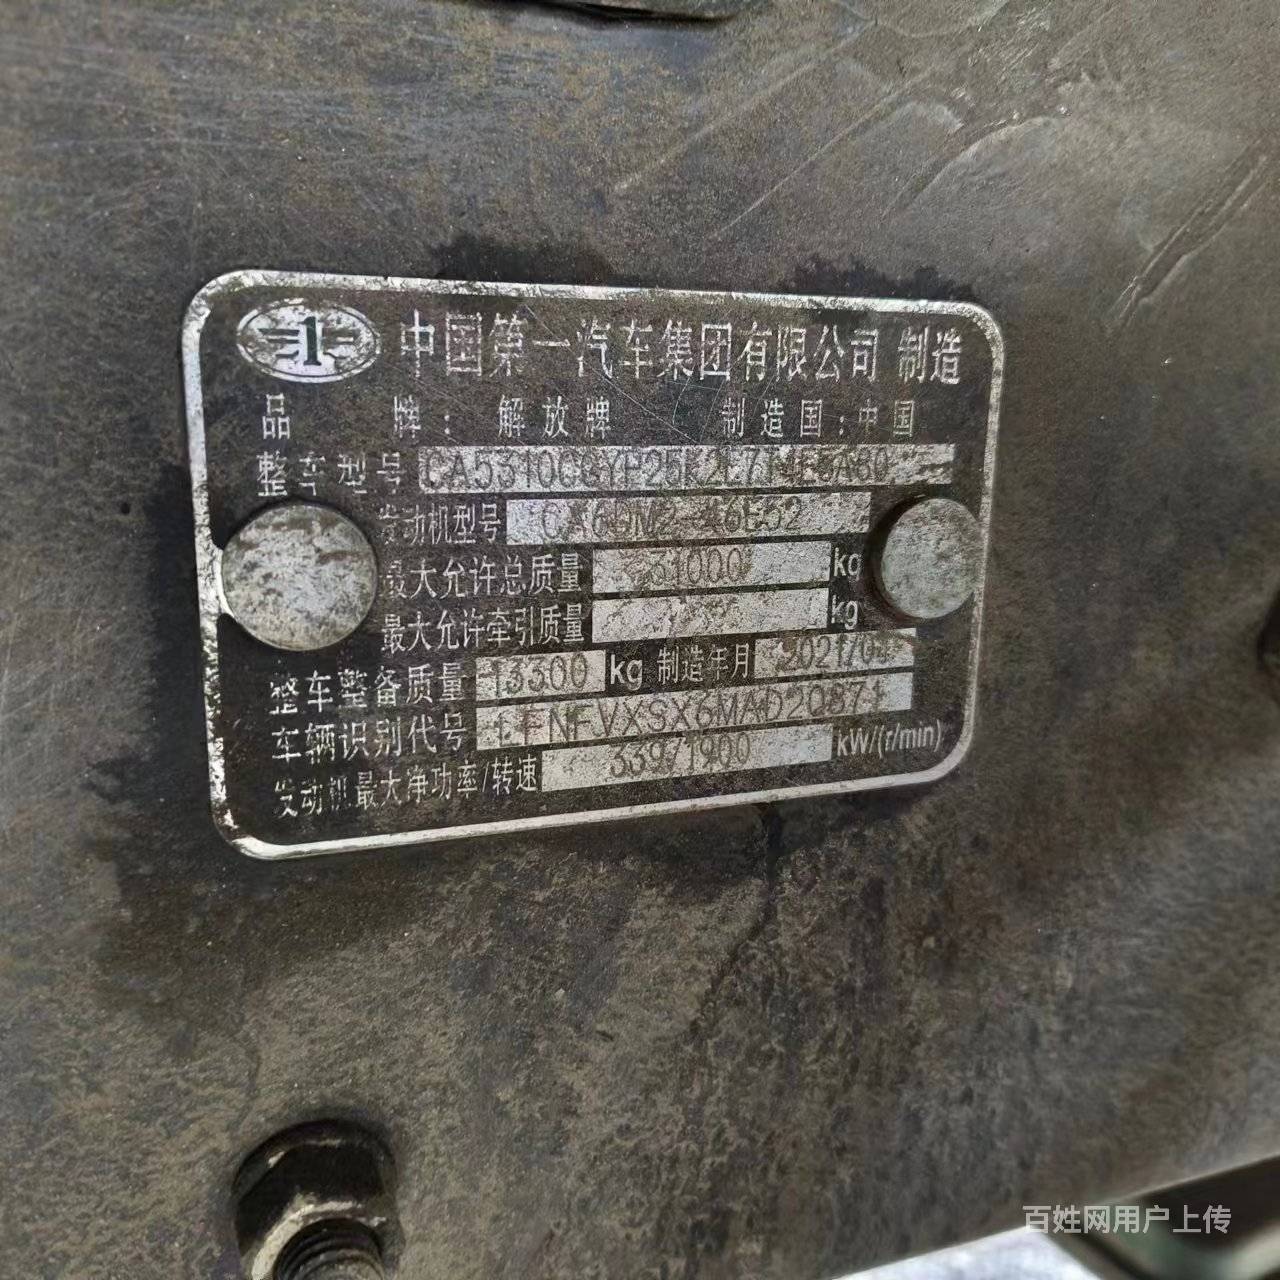 1 中国第一汽车集团有限公司 制造
品 牌: 解放牌 制造国:中国
整车型号
发动机型号
最大允许总质量 31000 kg
最大允许牵引质量 kg
整车整备质量 13300 kg 制造年月
车辆识别代号
发动机最大净功率/转速 339/1900 kW/(r/min)
百姓网用户上传